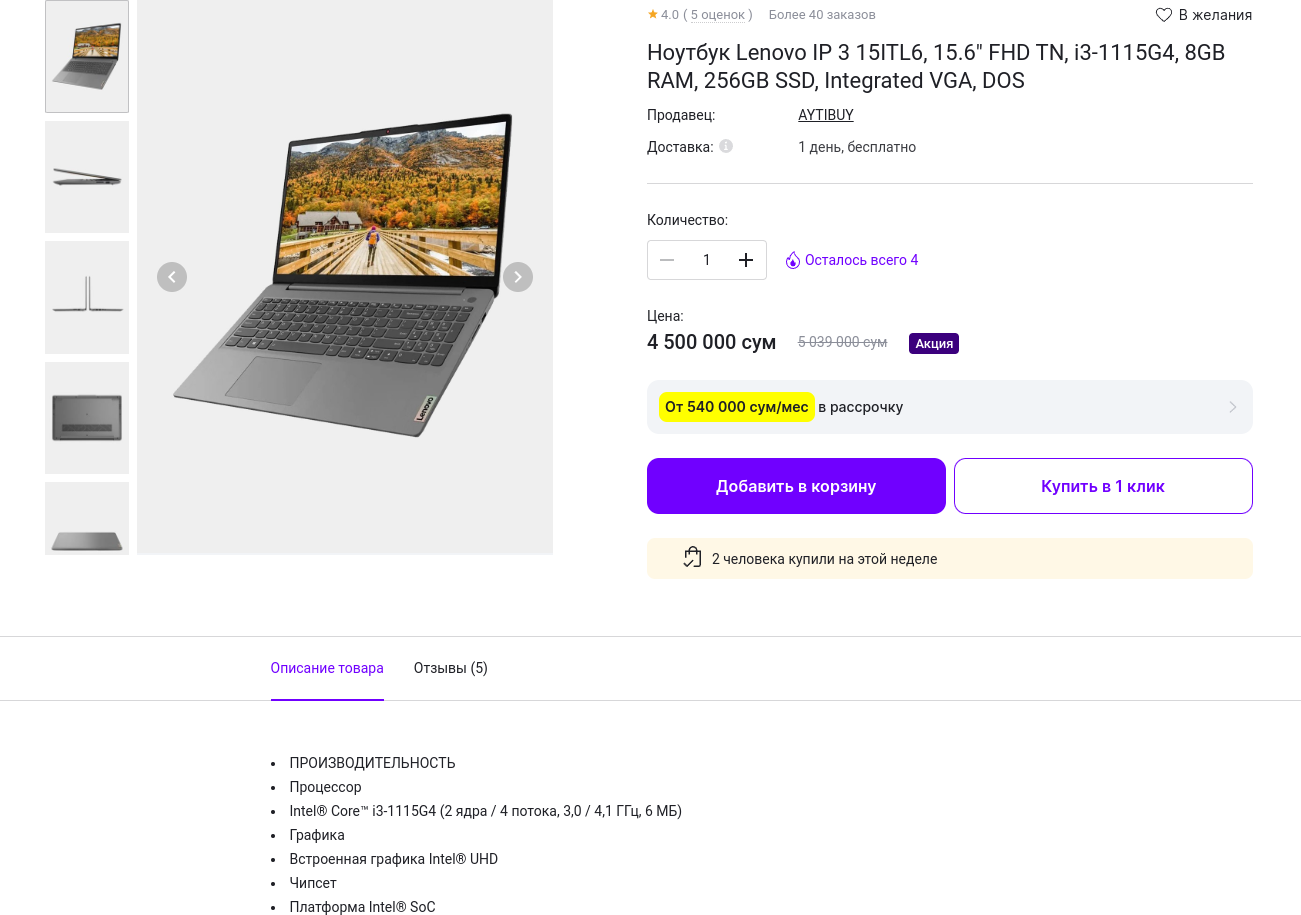 4.0 ( 5 оценок ) Более 40 заказов
В желания
Ноутбук Lenovo IP 3 15ITL6, 15.6" FHD TN, i3-1115G4, 8GB
RAM, 256GB SSD, Integrated VGA, DOS
Продавец: AYTIBUY
Доставка: 1 день, бесплатно
Количество:
1
Осталось всего 4
Цена:
4 500 000 сум 5 039 000 сум Акция
От 540 000 сум/мес в рассрочку
Добавить в корзину
Купить в 1 клик
2 человека купили на этой неделе
Lenovo
Описание товара
Отзывы (5)
• ПРОИЗВОДИТЕЛЬНОСТЬ
• Процессор
• Intel® Core™ i3-1115G4 (2 ядра / 4 потока, 3,0 / 4,1 ГГц, 6 МБ)
• Графика
• Встроенная графика Intel® UHD
• Чипсет
• Платформа Intel® SoC